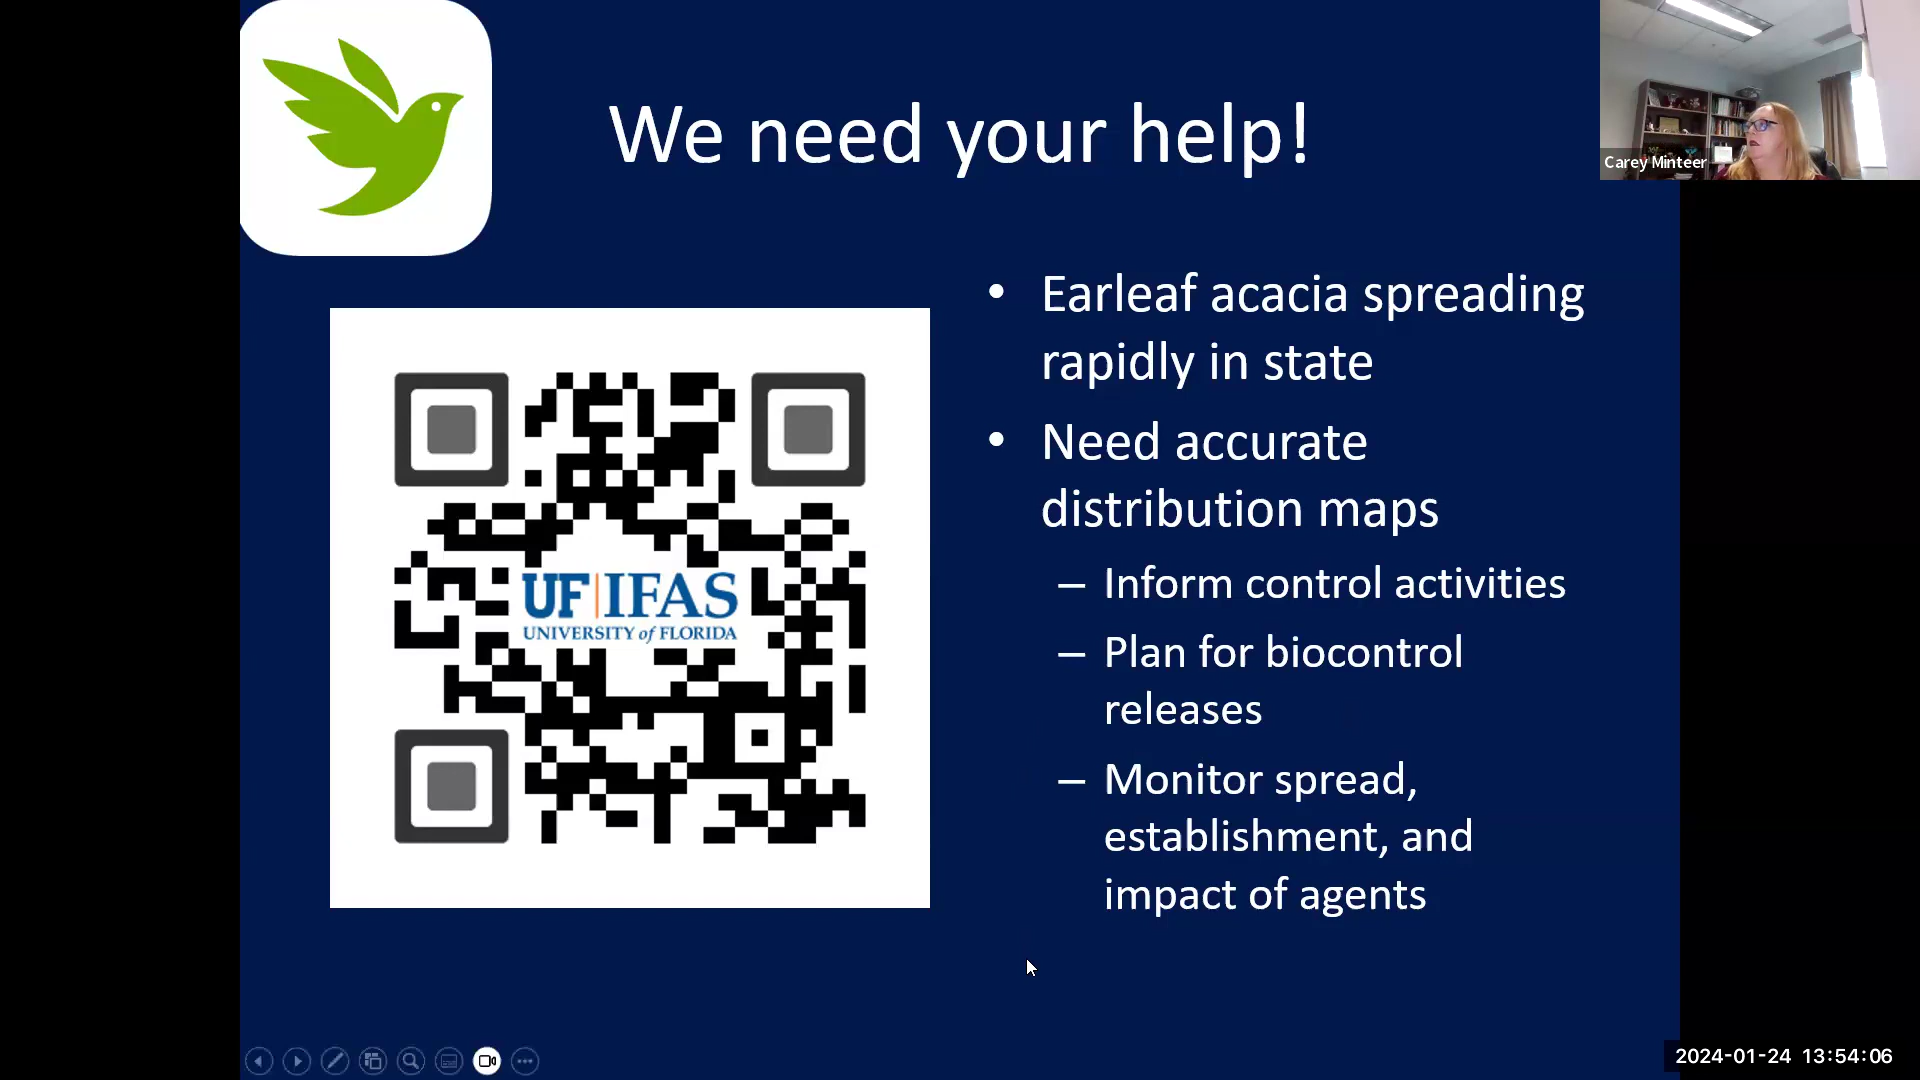 We need your help!
Carey Minteer
• Earleaf acacia spreading
rapidly in state
• Need accurate
distribution maps
– Inform control activities
– Plan for biocontrol
releases
– Monitor spread,
establishment, and
impact of agents
UF|IFAS
UNIVERSITY of FLORIDA
2024-01-24 13:54:06